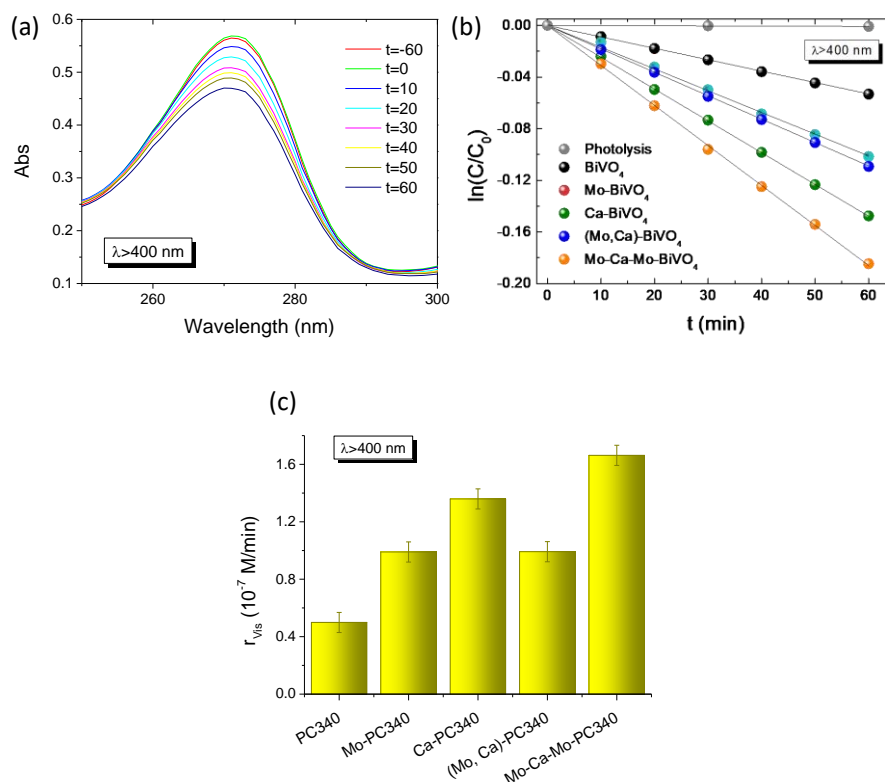 (a)
0.6
0.5
0.4
0.3
0.2
0.1
Abs
260
280
300
Wavelength (nm)
t=-60
t=0
t=10
t=20
t=30
t=40
t=50
t=60
λ>400 nm
(b)
0.00
-0.04
-0.08
-0.12
-0.16
-0.20
ln(C/C₀)
0
10
20
30
40
50
60
t (min)
λ>400 nm
Photolysis
BiVO₄
Mo-BiVO₄
Ca-BiVO₄
(Mo,Ca)-BiVO₄
Mo-Ca-Mo-BiVO₄
(c)
λ>400 nm
1.6
1.2
0.8
0.4
0.0
r_Vis (10⁻⁷ M/min)
PC340
Mo-PC340
Ca-PC340
(Mo, Ca)-PC340
Mo-Ca-Mo-PC340